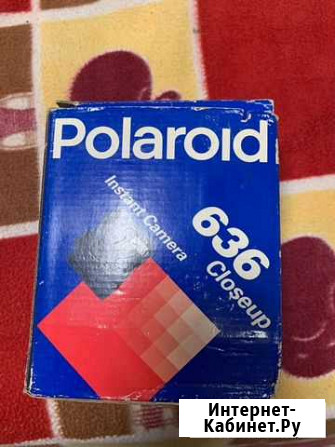 Polaroid
Instant Camera
636
Closeup
Интернет-
Кабинет.Ру